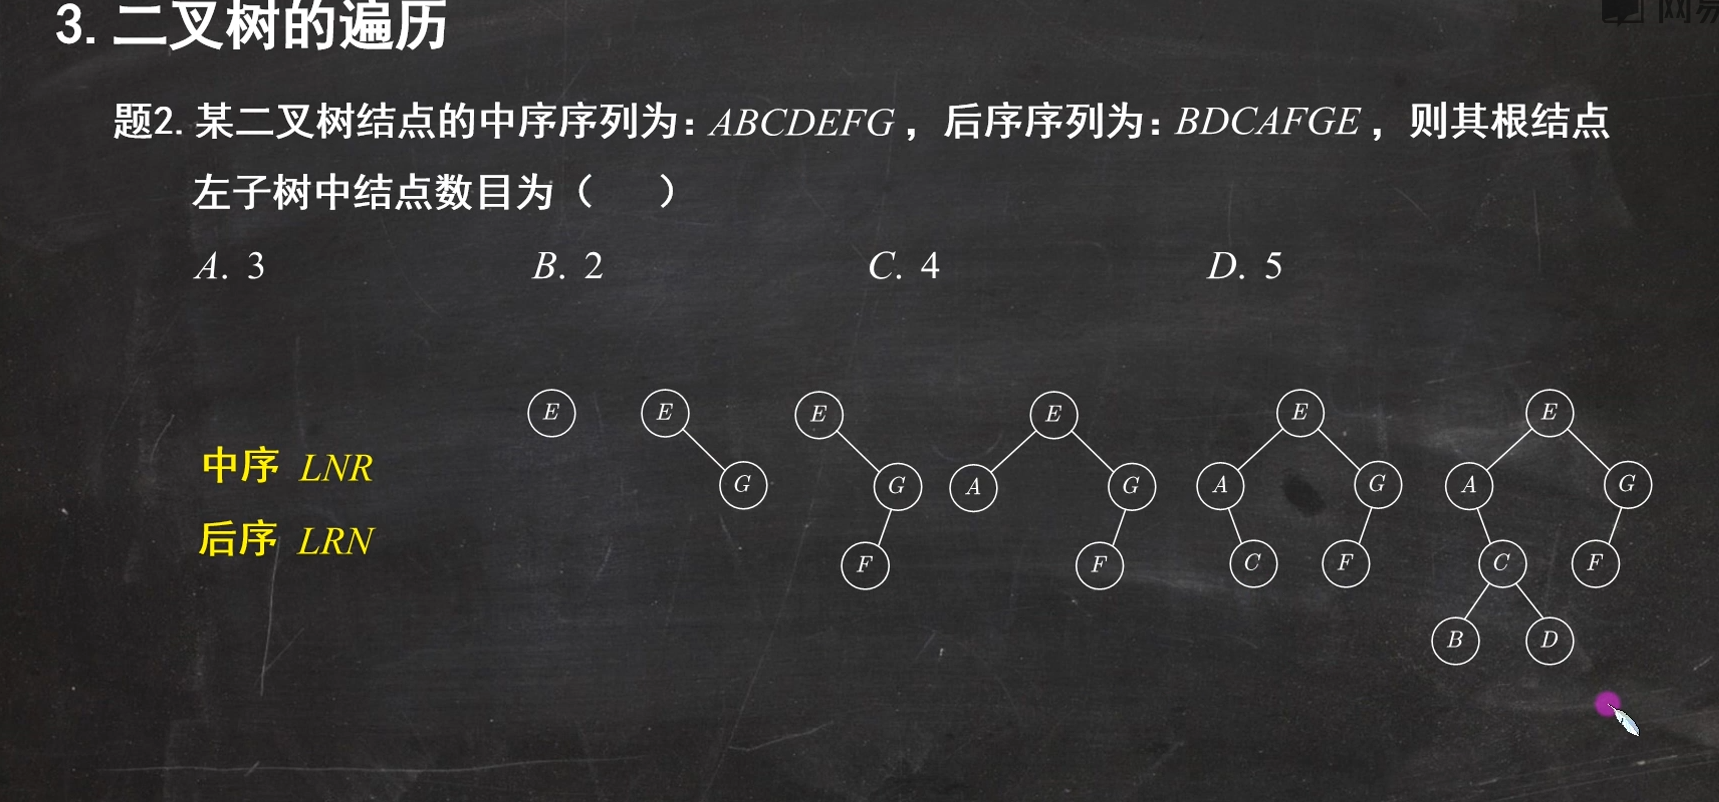 3. 二叉树的遍历
题2. 某二叉树结点的中序序列为：ABCDEFG，后序序列为：BDCAFGE，则其根结点
左子树中结点数目为（ ）
A. 3 B. 2 C. 4 D. 5
中序 LNR
后序 LRN
E
E G
E G F
E A G F
E A G C F
E A G C F B D